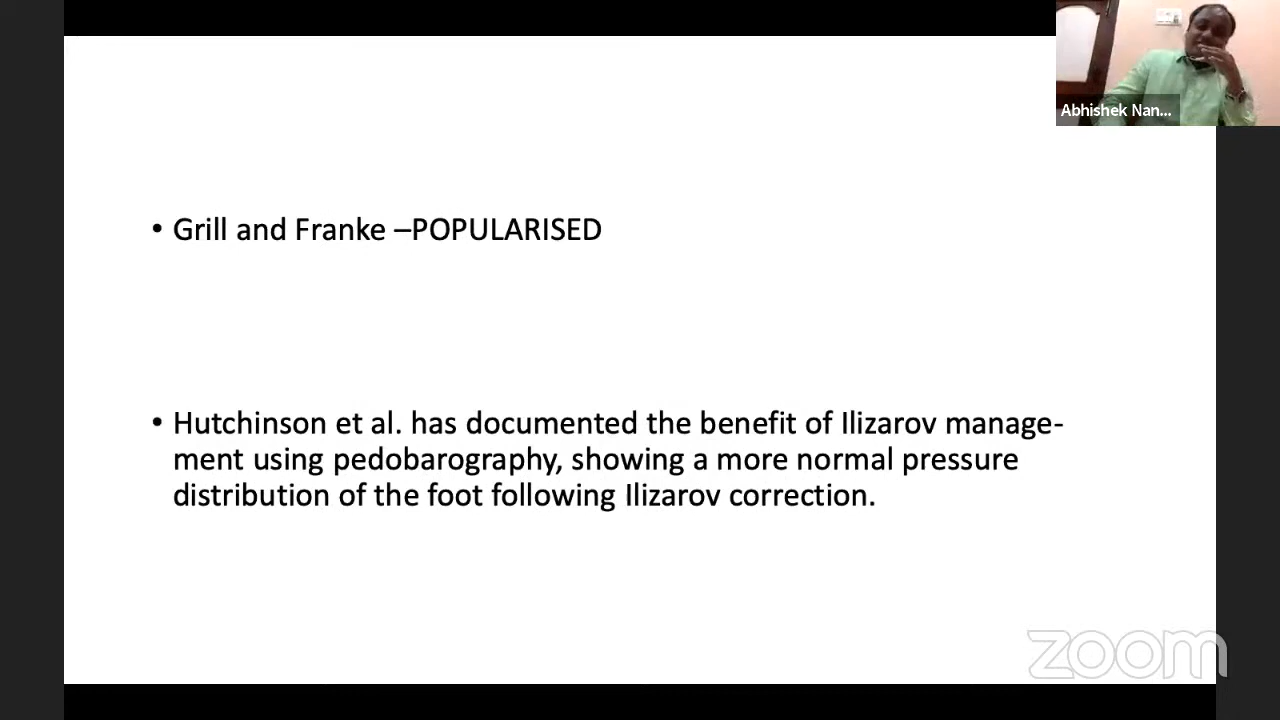 Abhishek Nan...
• Grill and Franke –POPULARISED
• Hutchinson et al. has documented the benefit of Ilizarov manage-
ment using pedobarography, showing a more normal pressure
distribution of the foot following Ilizarov correction.
zoom